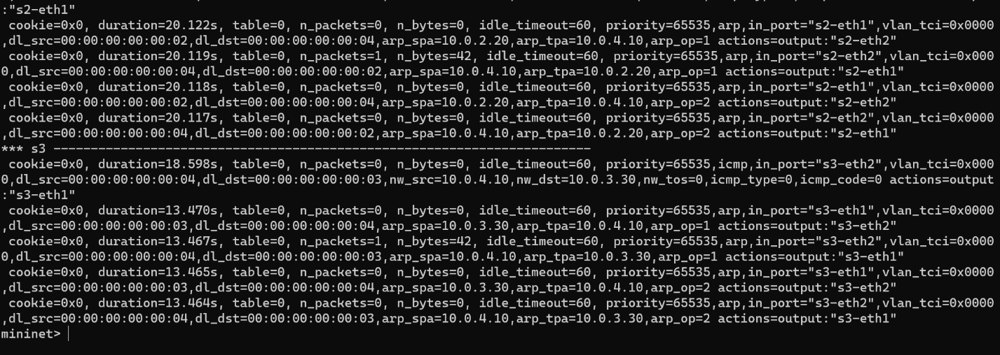 :"s2-eth1"
 cookie=0x0, duration=20.122s, table=0, n_packets=0, n_bytes=0, idle_timeout=60, priority=65535,arp,in_port="s2-eth1",vlan_tci=0x0000
,dl_src=00:00:00:00:00:02,dl_dst=00:00:00:00:00:04,arp_spa=10.0.2.20,arp_tpa=10.0.4.10,arp_op=1 actions=output:"s2-eth2"
 cookie=0x0, duration=20.119s, table=0, n_packets=1, n_bytes=42, idle_timeout=60, priority=65535,arp,in_port="s2-eth2",vlan_tci=0x000
0,dl_src=00:00:00:00:00:04,dl_dst=00:00:00:00:00:02,arp_spa=10.0.4.10,arp_tpa=10.0.2.20,arp_op=1 actions=output:"s2-eth1"
 cookie=0x0, duration=20.118s, table=0, n_packets=0, n_bytes=0, idle_timeout=60, priority=65535,arp,in_port="s2-eth1",vlan_tci=0x0000
,dl_src=00:00:00:00:00:02,dl_dst=00:00:00:00:00:04,arp_spa=10.0.2.20,arp_tpa=10.0.4.10,arp_op=2 actions=output:"s2-eth2"
 cookie=0x0, duration=20.117s, table=0, n_packets=0, n_bytes=0, idle_timeout=60, priority=65535,arp,in_port="s2-eth2",vlan_tci=0x0000
,dl_src=00:00:00:00:00:04,dl_dst=00:00:00:00:00:02,arp_spa=10.0.4.10,arp_tpa=10.0.2.20,arp_op=2 actions=output:"s2-eth1"
*** s3 ------------------------------------------------------------------------
 cookie=0x0, duration=18.598s, table=0, n_packets=0, n_bytes=0, idle_timeout=60, priority=65535,icmp,in_port="s3-eth2",vlan_tci=0x000
0,dl_src=00:00:00:00:00:04,dl_dst=00:00:00:00:00:03,nw_src=10.0.4.10,nw_dst=10.0.3.30,nw_tos=0,icmp_type=0,icmp_code=0 actions=output
:"s3-eth1"
 cookie=0x0, duration=13.470s, table=0, n_packets=0, n_bytes=0, idle_timeout=60, priority=65535,arp,in_port="s3-eth1",vlan_tci=0x0000
,dl_src=00:00:00:00:00:03,dl_dst=00:00:00:00:00:04,arp_spa=10.0.3.30,arp_tpa=10.0.4.10,arp_op=1 actions=output:"s3-eth2"
 cookie=0x0, duration=13.467s, table=0, n_packets=1, n_bytes=42, idle_timeout=60, priority=65535,arp,in_port="s3-eth2",vlan_tci=0x000
0,dl_src=00:00:00:00:00:04,dl_dst=00:00:00:00:00:03,arp_spa=10.0.4.10,arp_tpa=10.0.3.30,arp_op=1 actions=output:"s3-eth1"
 cookie=0x0, duration=13.465s, table=0, n_packets=0, n_bytes=0, idle_timeout=60, priority=65535,arp,in_port="s3-eth1",vlan_tci=0x0000
,dl_src=00:00:00:00:00:03,dl_dst=00:00:00:00:00:04,arp_spa=10.0.3.30,arp_tpa=10.0.4.10,arp_op=2 actions=output:"s3-eth2"
 cookie=0x0, duration=13.464s, table=0, n_packets=0, n_bytes=0, idle_timeout=60, priority=65535,arp,in_port="s3-eth2",vlan_tci=0x0000
,dl_src=00:00:00:00:00:04,dl_dst=00:00:00:00:00:03,arp_spa=10.0.4.10,arp_tpa=10.0.3.30,arp_op=2 actions=output:"s3-eth1"
mininet>